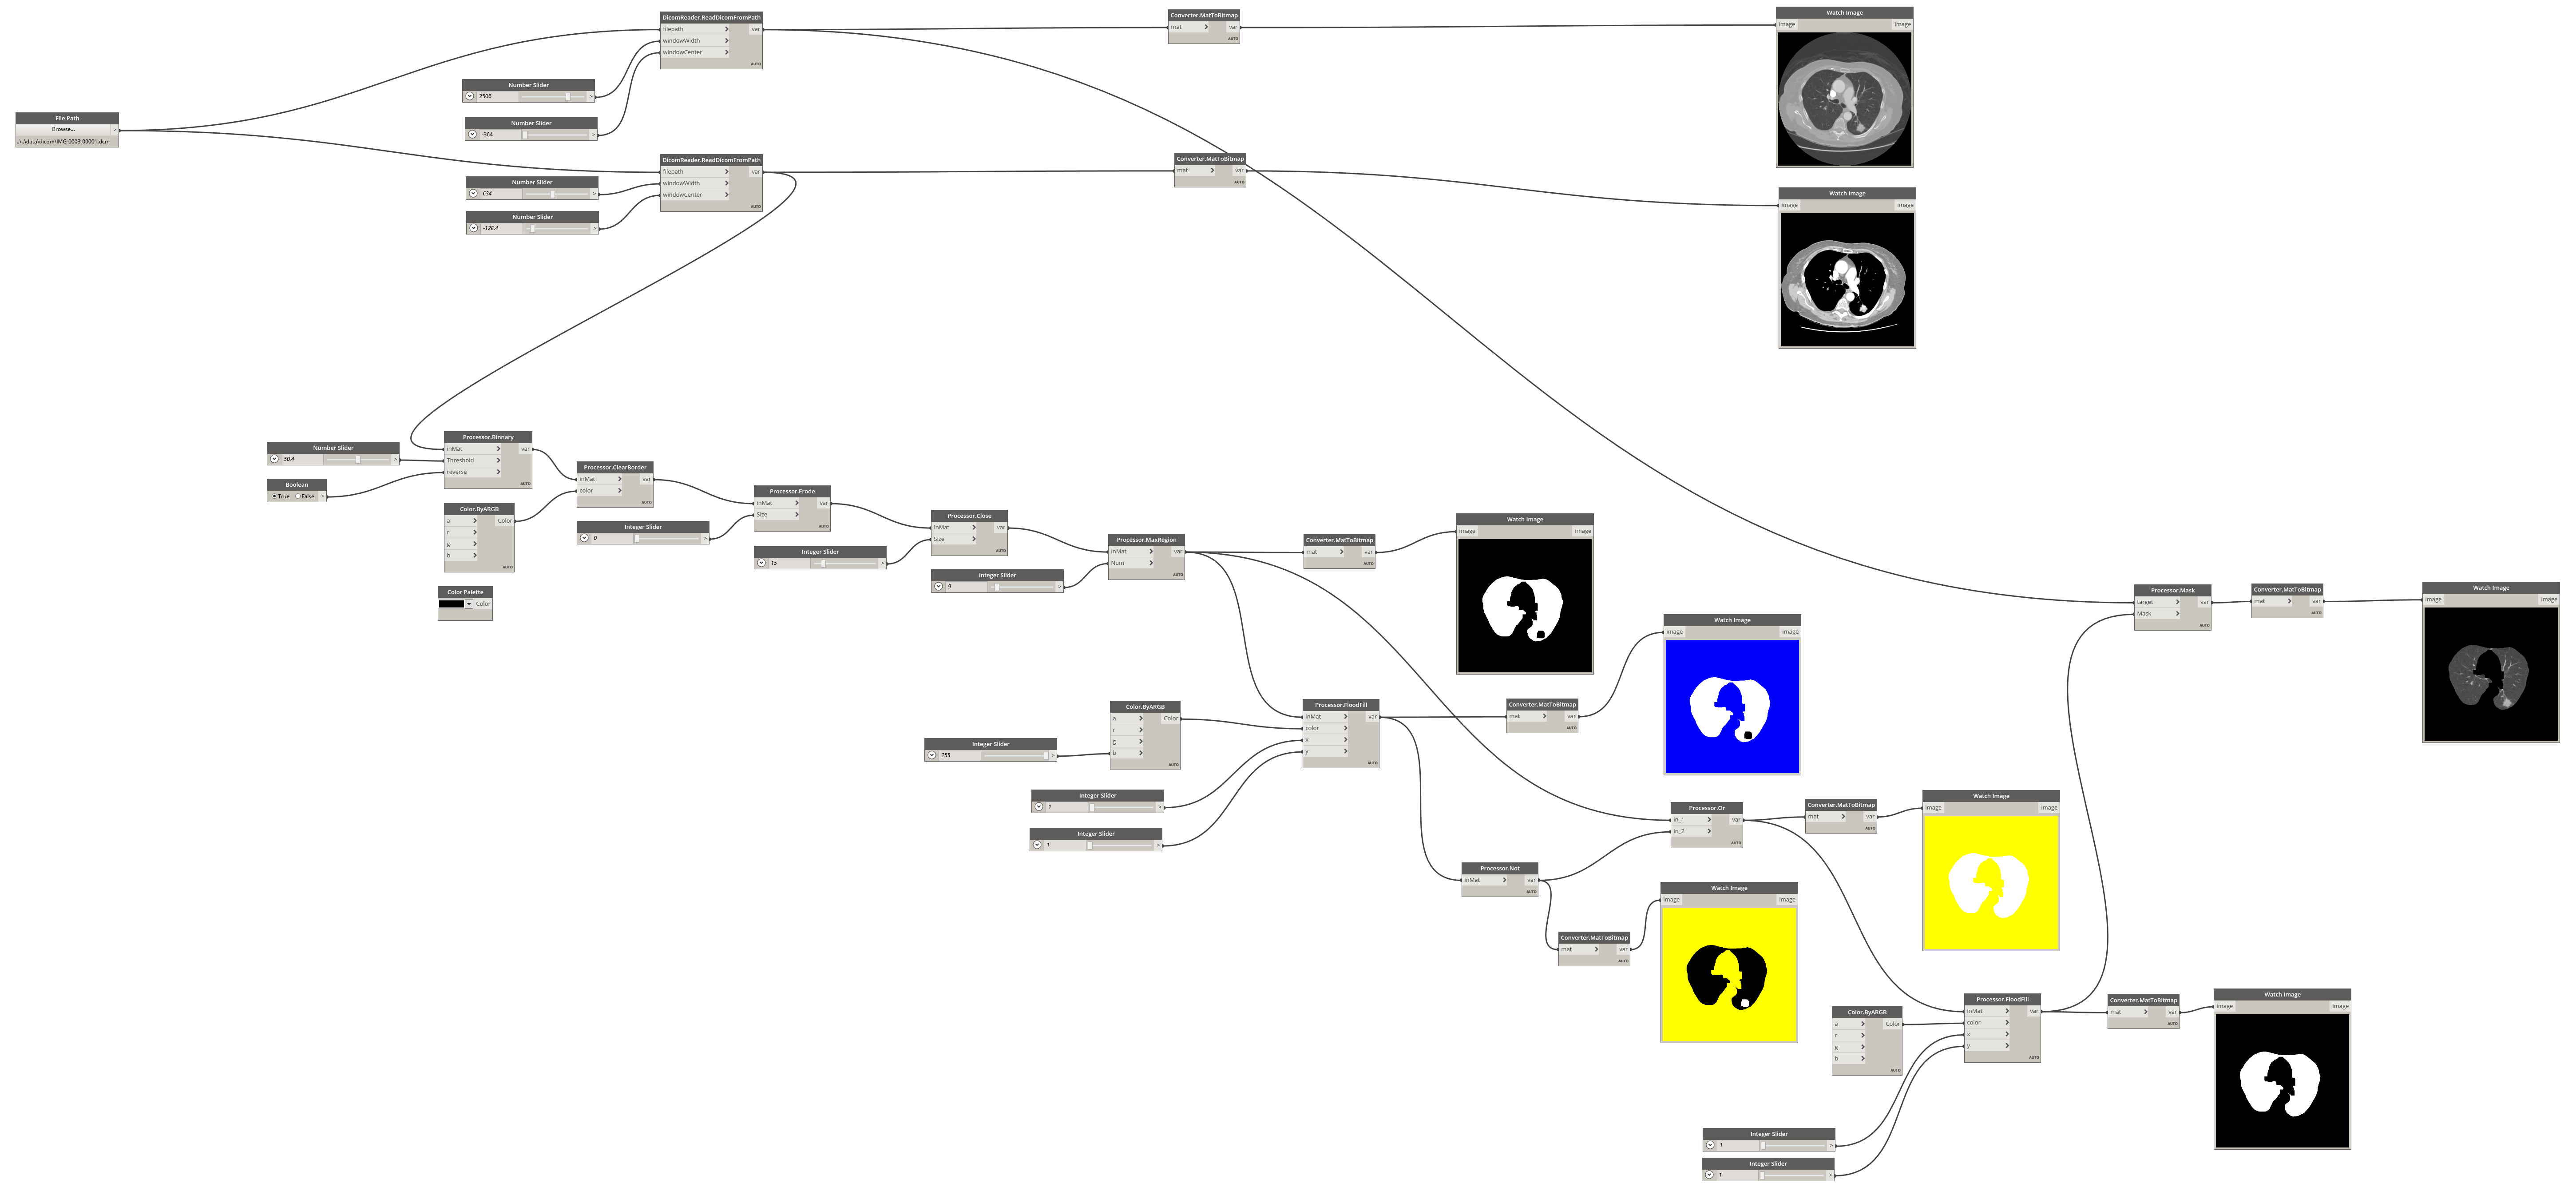 DicomReader.ReadDicomFromPath
filepath > var
windowWidth >
windowCenter >
AUTO
Converter.MatToBitmap
mat > var
AUTO
Watch Image
image image
Number Slider
2506 >
Number Slider
-364 >
File Path
Browse... >
..\..\data\dicom\IMG-0003-00001.dcm
DicomReader.ReadDicomFromPath
filepath > var
windowWidth >
windowCenter >
AUTO
Converter.MatToBitmap
mat > var
AUTO
Number Slider
634 >
Number Slider
-128.4 >
Watch Image
image image
Number Slider
50.4 >
Boolean
True False >
Processor.Binnary
inMat > var
Threshold >
reverse >
AUTO
Color.ByARGB
a > Color
r >
g >
b >
AUTO
Color Palette
Color
Processor.ClearBorder
inMat > var
color >
AUTO
Integer Slider
0 >
Processor.Erode
inMat > var
Size >
AUTO
Integer Slider
15 >
Processor.Close
inMat > var
Size >
AUTO
Integer Slider
9 >
Processor.MaxRegion
inMat > var
Num >
AUTO
Converter.MatToBitmap
mat > var
AUTO
Watch Image
image image
Color.ByARGB
a > Color
r >
g >
b >
AUTO
Integer Slider
255 >
Integer Slider
1 >
Integer Slider
1 >
Processor.FloodFill
inMat > var
color >
x >
y >
AUTO
Converter.MatToBitmap
mat > var
AUTO
Watch Image
image image
Processor.Not
inMat > var
AUTO
Converter.MatToBitmap
mat > var
AUTO
Watch Image
image image
Processor.Or
in_1 > var
in_2 >
AUTO
Converter.MatToBitmap
mat > var
AUTO
Watch Image
image image
Color.ByARGB
a > Color
r >
g >
b >
AUTO
Integer Slider
1 >
Integer Slider
1 >
Processor.FloodFill
inMat > var
color >
x >
y >
AUTO
Converter.MatToBitmap
mat > var
AUTO
Watch Image
image image
Processor.Mask
target > var
Mask >
AUTO
Converter.MatToBitmap
mat > var
AUTO
Watch Image
image image